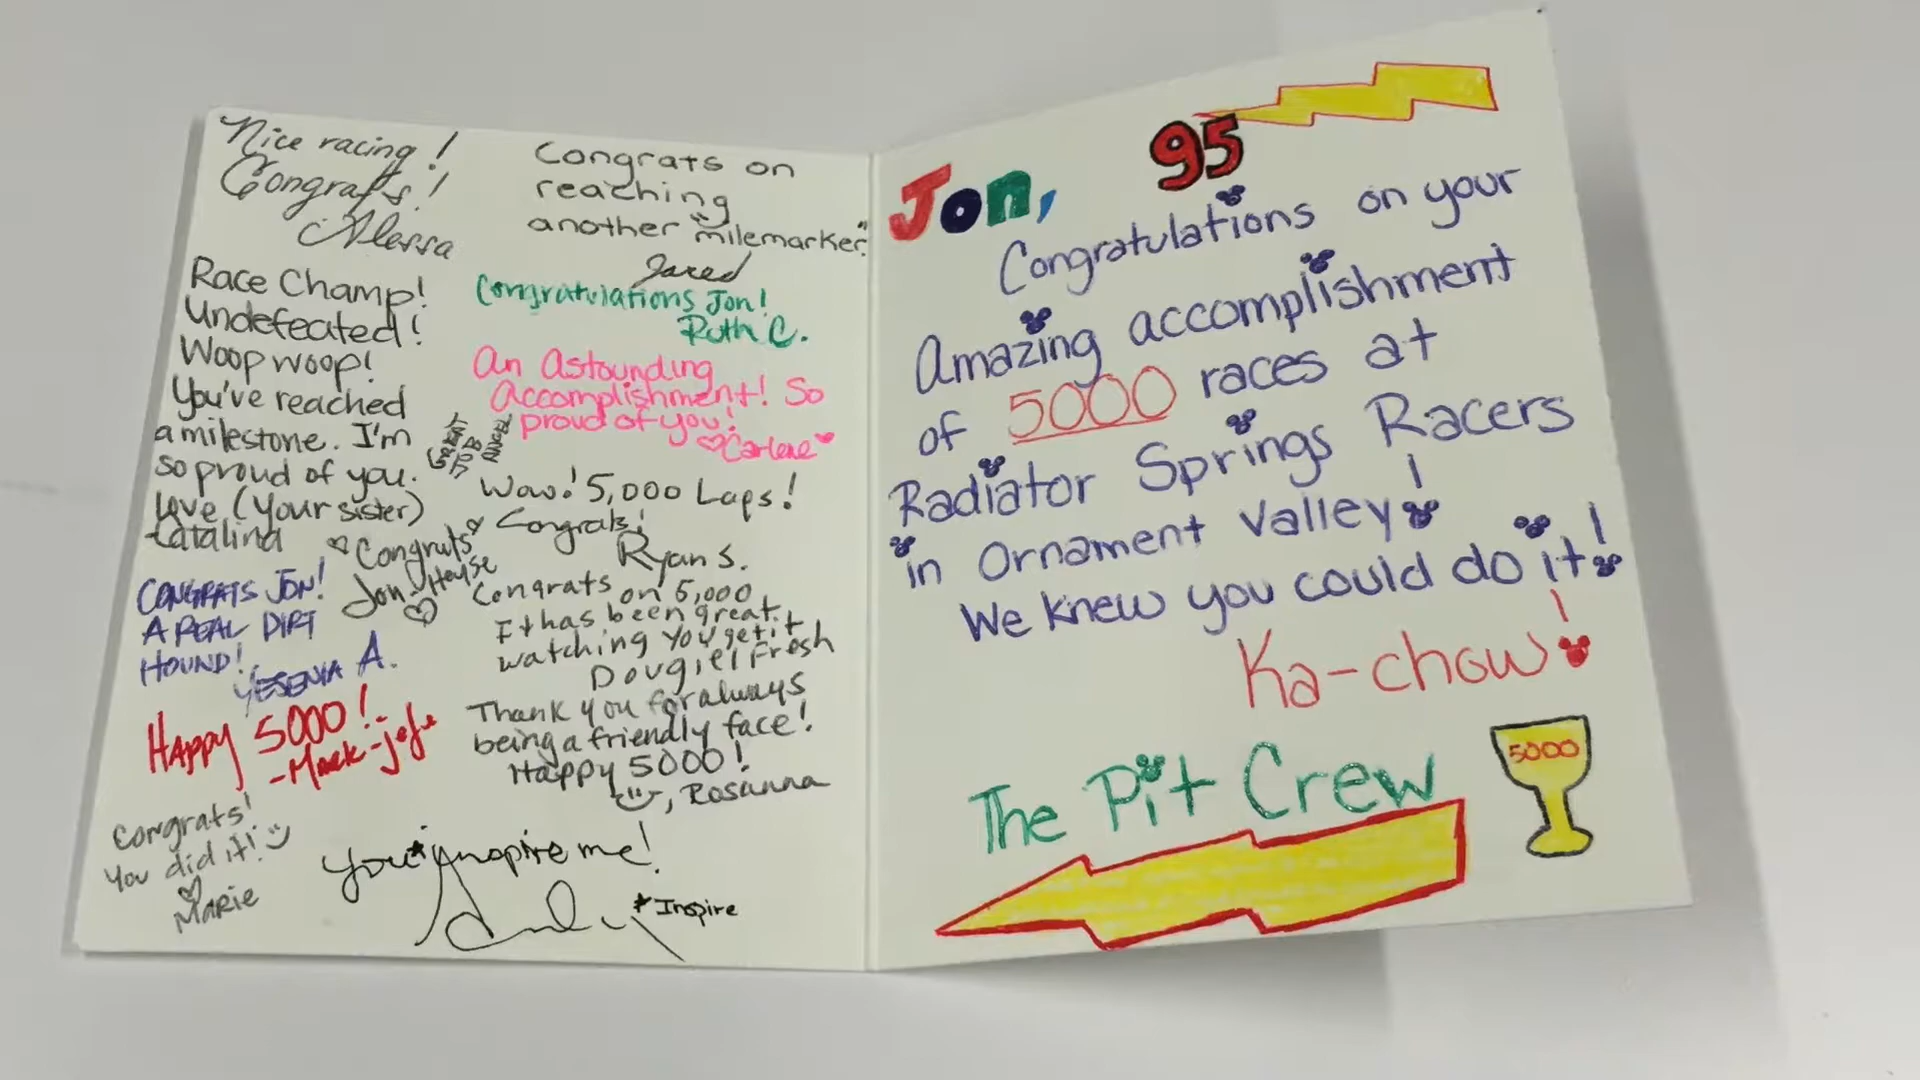 Nice racing!
Congrats!
Alessa
Race Champ!
Undefeated!
Woop woop!
You've reached
a milestone. I'm
so proud of you.
Love (your sister)
-Catalina
CONGRATS JON!
A REAL DIRT
HOUND!
YESENIA A.
Happy 5000!
-Mark-jefe
Congrats!
You did it!
Marie
Congrats on
reaching
another "milemarker."
Jared
Congratulations Jon!
Ruth C.
An Astounding
Accomplishment! So
proud of you!
Carlene
GREAT
JOB
ANGEL
Wow! 5,000 Laps!
Congrats!
Ryan S.
Congrats
Jon
Congrats on 5,000
It has been great
watching you get it
Doug
Fresh
Thank you for always
being a friendly face!
Happy 5000!
, Rosanna
You* me!
*Inspire
Jon,
95
Congratulations on your
Amazing accomplishment
of 5000 races at
Radiator Springs Racers
in Ornament Valley!
We knew you could do it!
Ka-chow!
The Pit Crew
5000